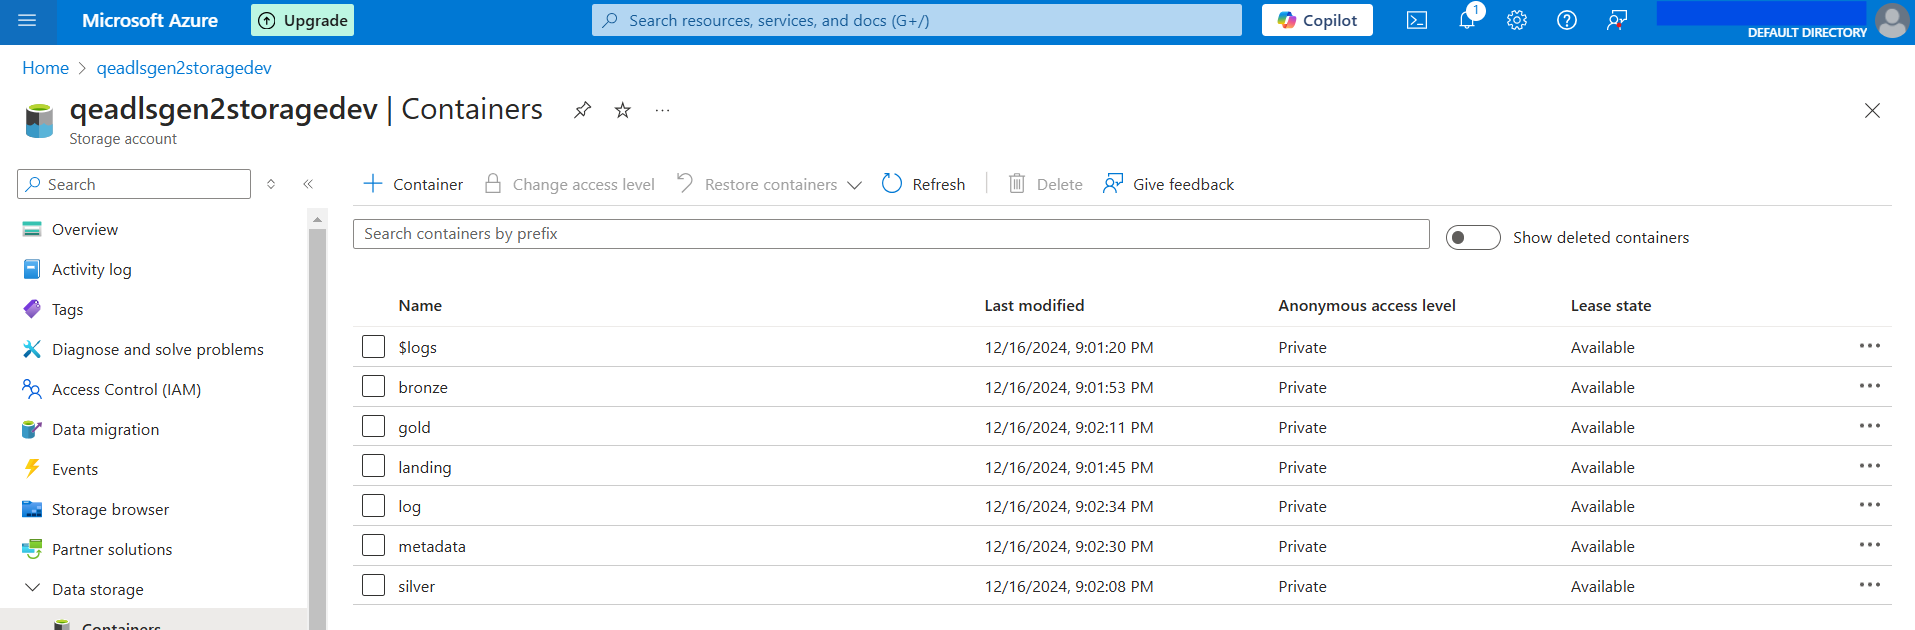 Microsoft Azure Upgrade Search resources, services, and docs (G+/) Copilot 1
DEFAULT DIRECTORY
Home > qeadlsgen2storagedev
qeadlsgen2storagedev | Containers ...
Storage account
Search
Container Change access level Restore containers Refresh Delete Give feedback
Search containers by prefix
Show deleted containers
Overview
Activity log
Tags
Diagnose and solve problems
Access Control (IAM)
Data migration
Events
Storage browser
Partner solutions
Data storage
Containers
Name Last modified Anonymous access level Lease state
$logs 12/16/2024, 9:01:20 PM Private Available ...
bronze 12/16/2024, 9:01:53 PM Private Available ...
gold 12/16/2024, 9:02:11 PM Private Available ...
landing 12/16/2024, 9:01:45 PM Private Available ...
log 12/16/2024, 9:02:34 PM Private Available ...
metadata 12/16/2024, 9:02:30 PM Private Available ...
silver 12/16/2024, 9:02:08 PM Private Available ...